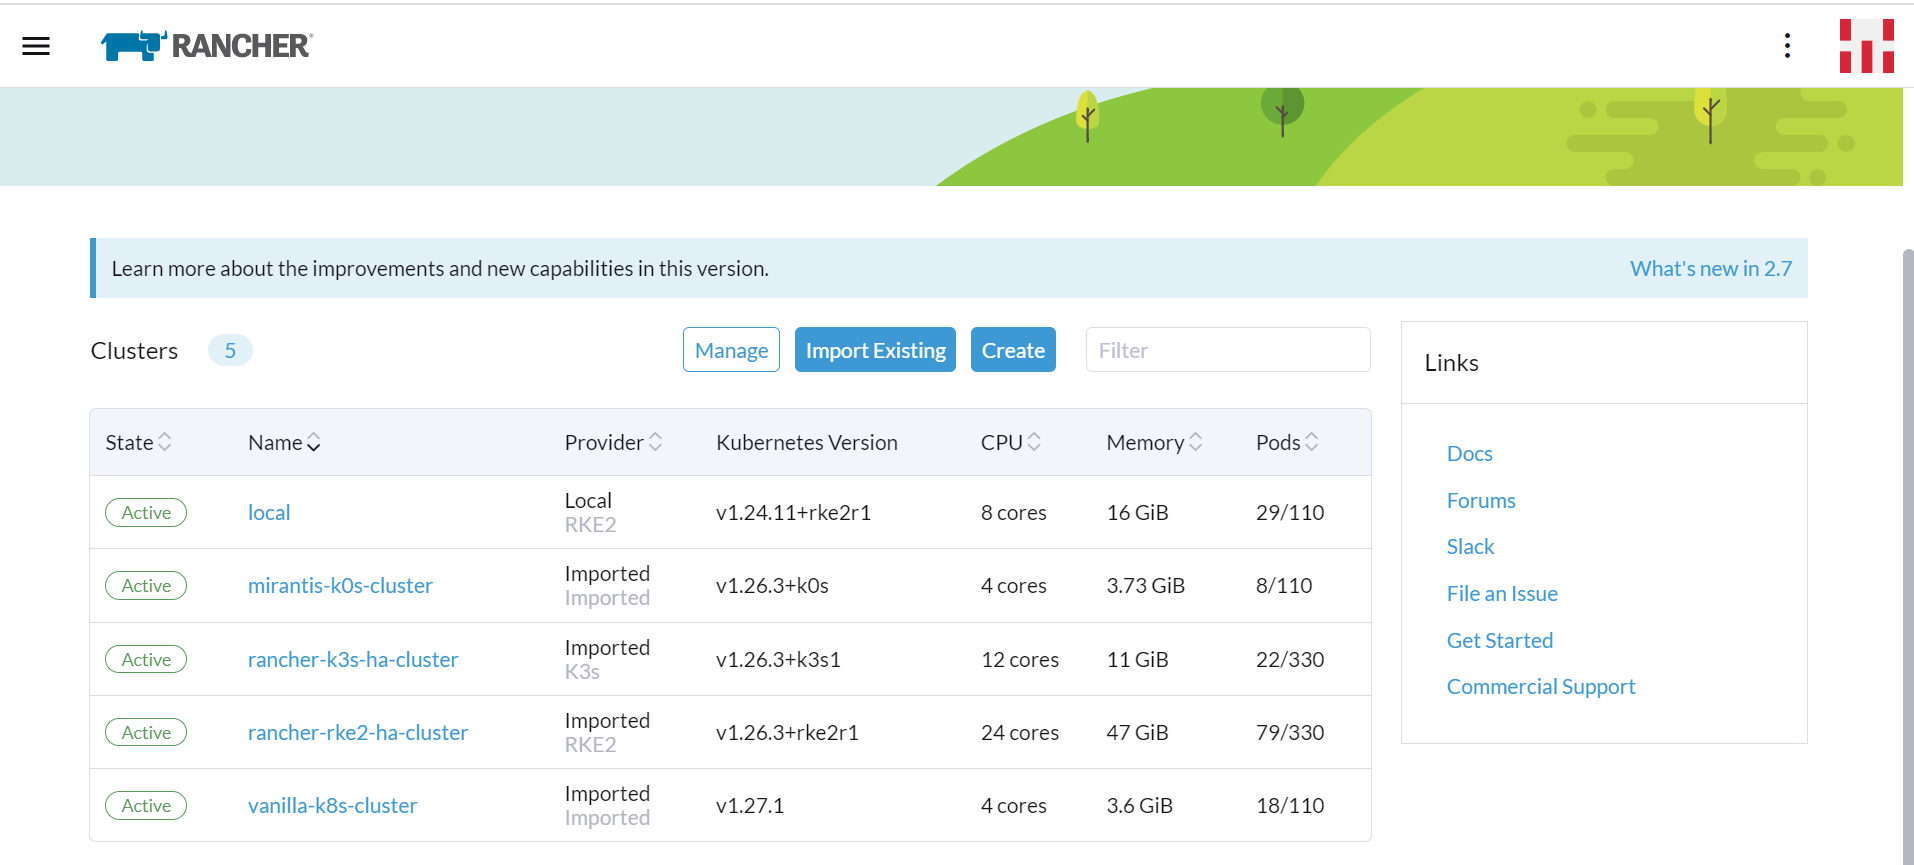 RANCHER®
Learn more about the improvements and new capabilities in this version. What's new in 2.7
Clusters 5 Manage Import Existing Create Filter
State Name Provider Kubernetes Version CPU Memory Pods
Active local Local RKE2 v1.24.11+rke2r1 8 cores 16 GiB 29/110
Active mirantis-k0s-cluster Imported Imported v1.26.3+k0s 4 cores 3.73 GiB 8/110
Active rancher-k3s-ha-cluster Imported K3s v1.26.3+k3s1 12 cores 11 GiB 22/330
Active rancher-rke2-ha-cluster Imported RKE2 v1.26.3+rke2r1 24 cores 47 GiB 79/330
Active vanilla-k8s-cluster Imported Imported v1.27.1 4 cores 3.6 GiB 18/110
Links
Docs
Forums
Slack
File an Issue
Get Started
Commercial Support